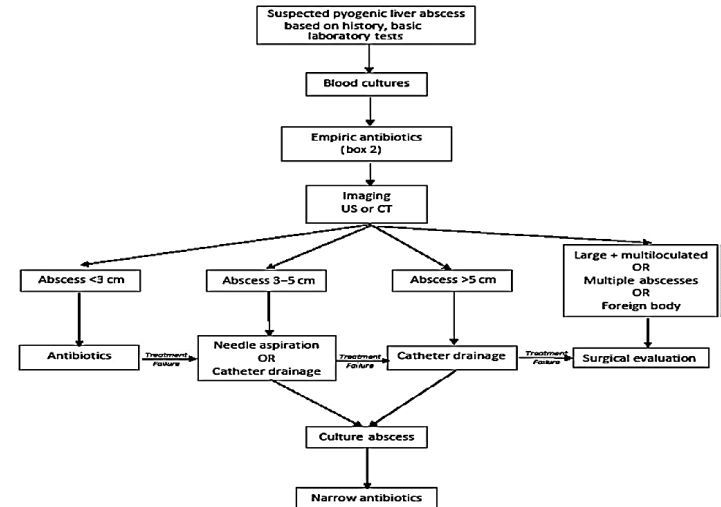 Suspected pyogenic liver abscess
based on history, basic
laboratory tests
Blood cultures
Empiric antibiotics
(box 2)
Imaging
US or CT
Abscess <3 cm
Abscess 3–5 cm
Abscess >5 cm
Large + multiloculated
OR
Multiple abscesses
OR
Foreign body
Antibiotics
Treatment
Failure
Needle aspiration
OR
Catheter drainage
Treatment
Failure
Catheter drainage
Treatment
Failure
Surgical evaluation
Culture abscess
Narrow antibiotics